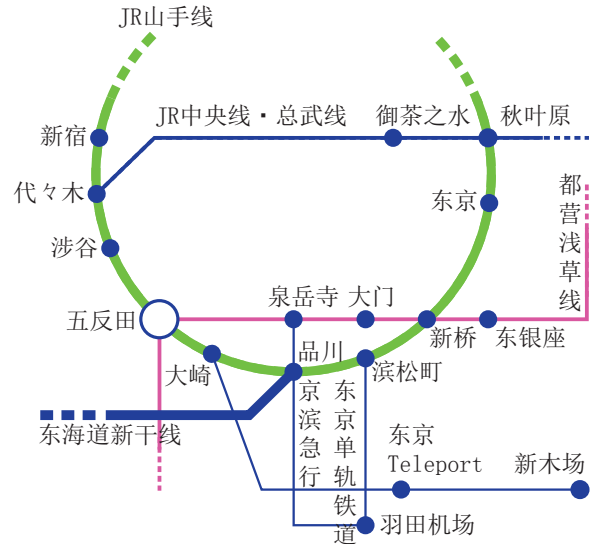 JR山手线
JR中央线・总武线
御茶之水
秋叶原
新宿
代々木
东京
都营浅草线
涉谷
泉岳寺
大门
五反田
新桥
东银座
品川
大崎
滨松町
京滨急行
东京单轨铁道
东海道新干线
东京
Teleport
新木场
羽田机场